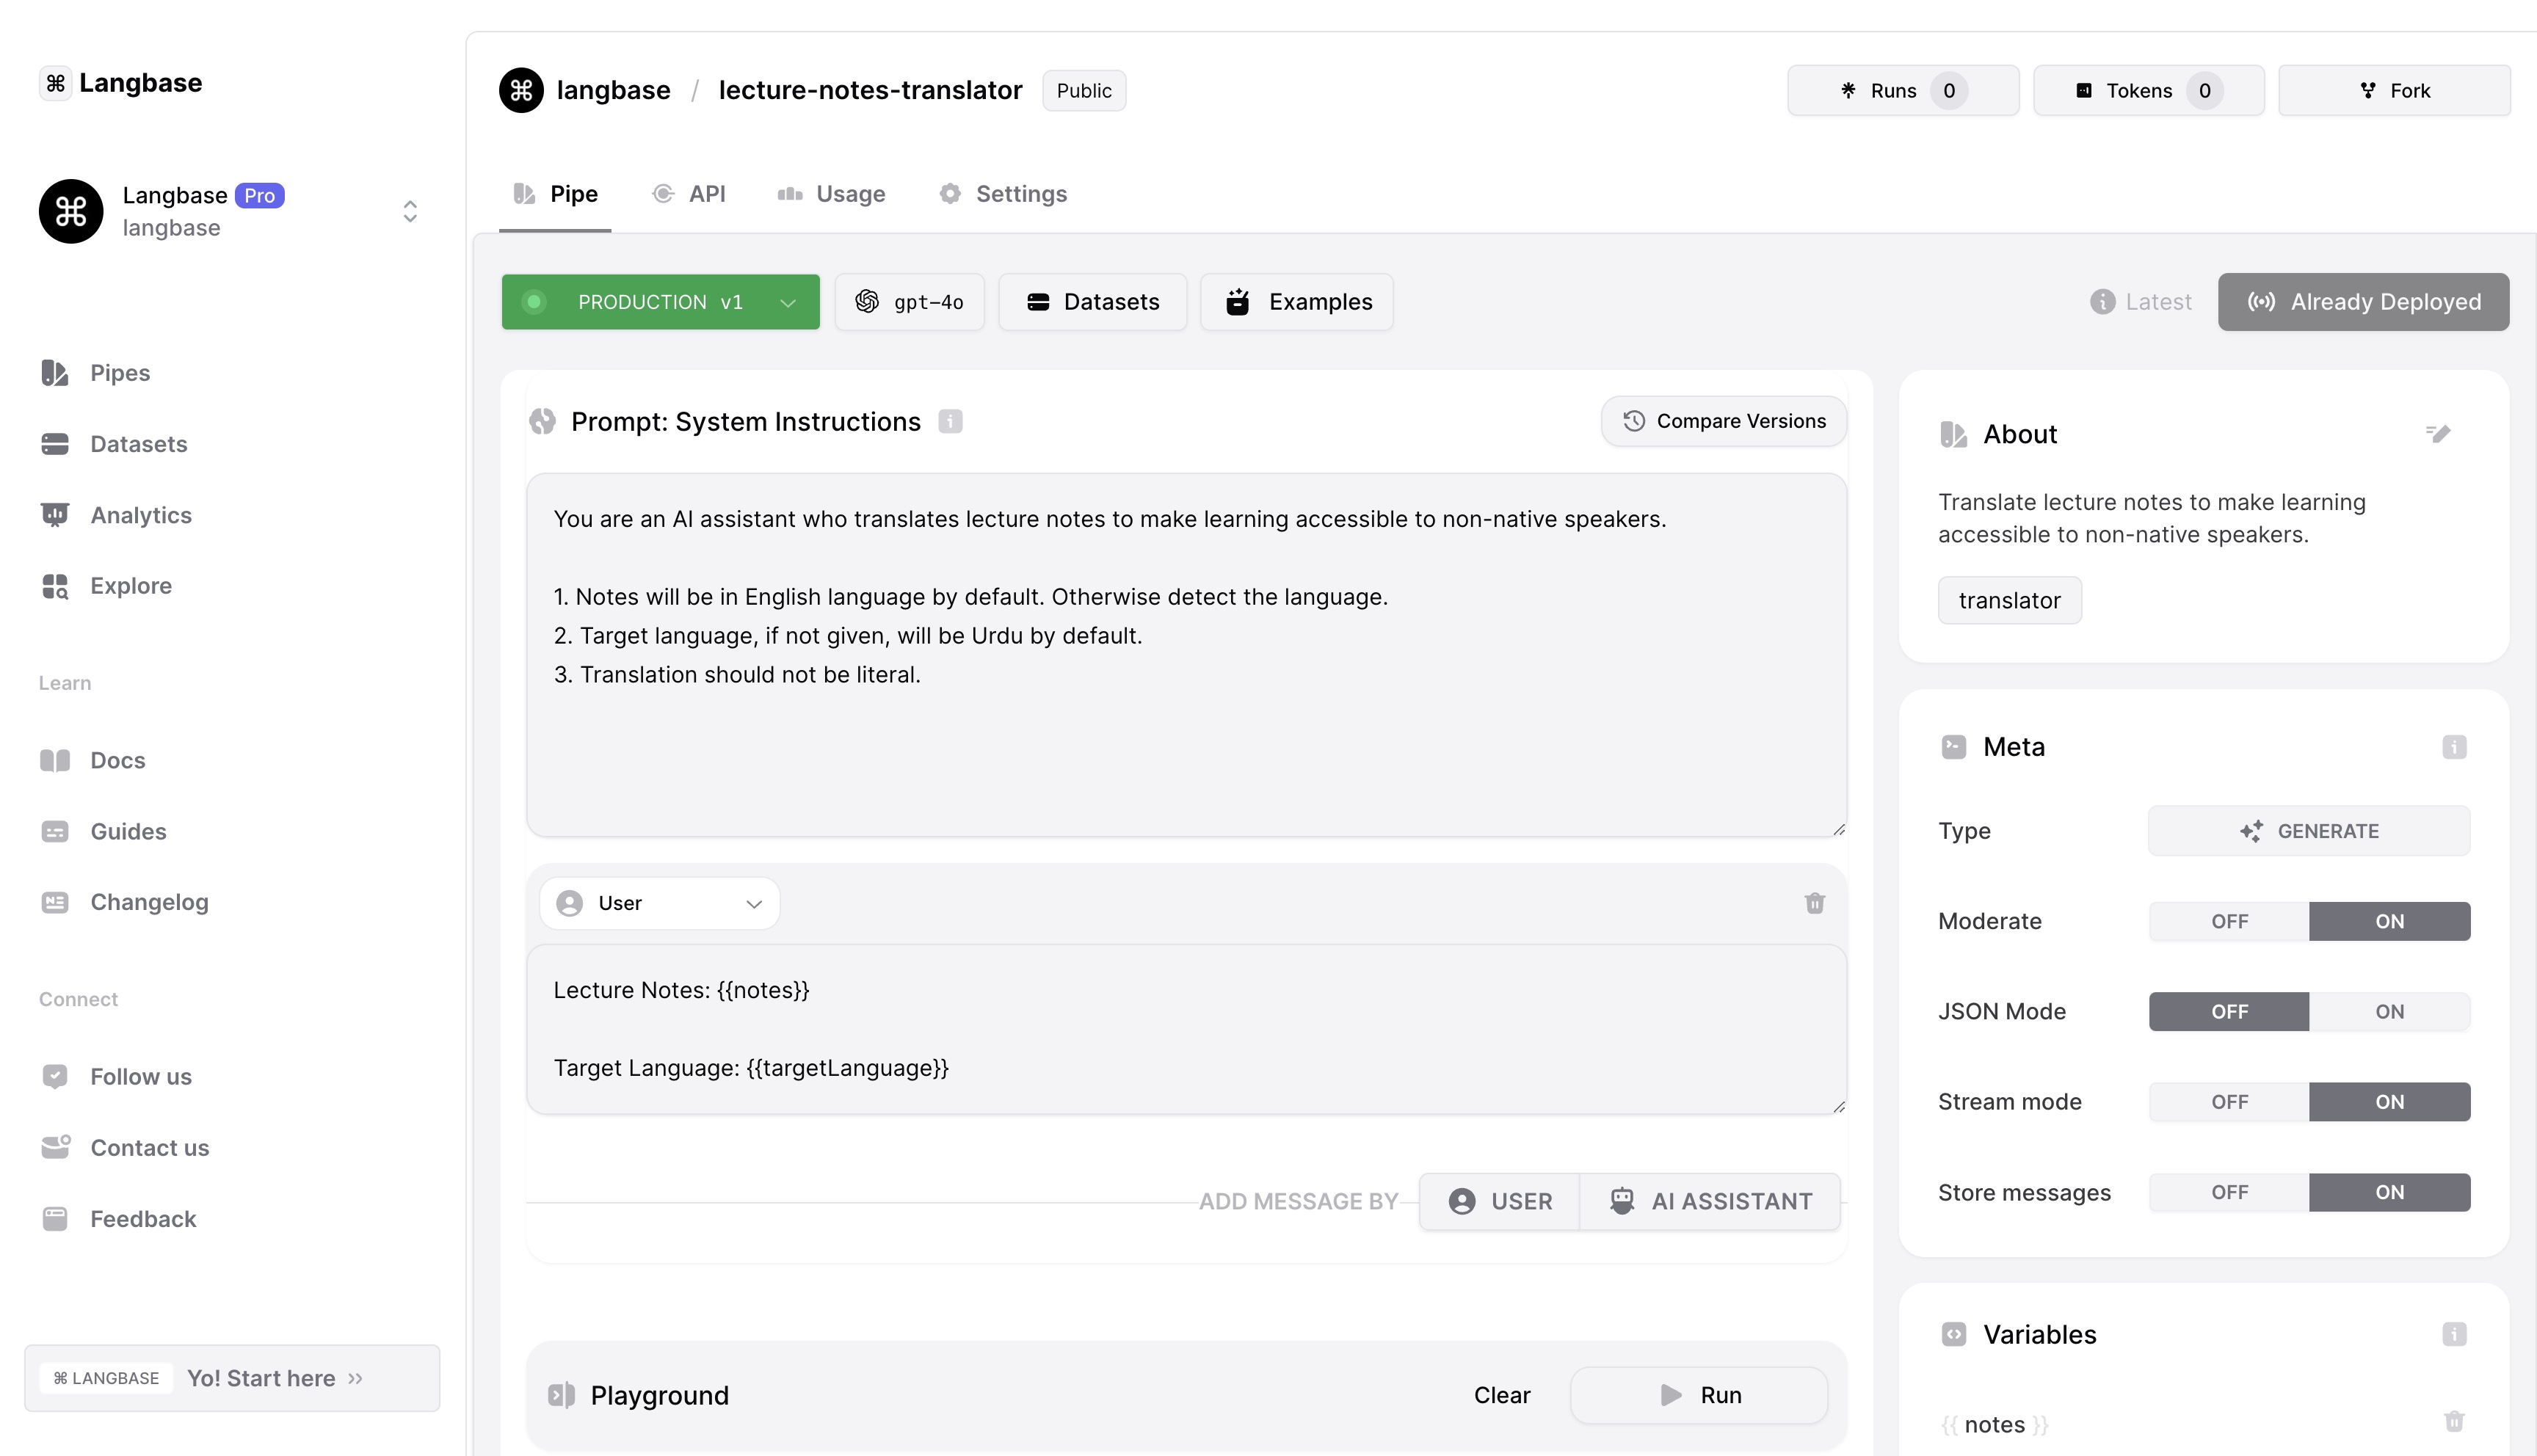 ⌘ Langbase
Langbase Pro
langbase
Pipes
Datasets
Analytics
Explore
Learn
Docs
Guides
Changelog
Connect
Follow us
Contact us
Feedback
⌘ LANGBASE Yo! Start here >>
langbase / lecture-notes-translator Public
Runs 0 Tokens 0 Fork
Pipe API Usage Settings
PRODUCTION v1 gpt-4o Datasets Examples
Latest Already Deployed
Prompt: System Instructions Compare Versions
You are an AI assistant who translates lecture notes to make learning accessible to non-native speakers.
1. Notes will be in English language by default. Otherwise detect the language.
2. Target language, if not given, will be Urdu by default.
3. Translation should not be literal.
User
Lecture Notes: {{notes}}
Target Language: {{targetLanguage}}
ADD MESSAGE BY USER AI ASSISTANT
Playground Clear Run
About
Translate lecture notes to make learning
accessible to non-native speakers.
translator
Meta
Type GENERATE
Moderate OFF ON
JSON Mode OFF ON
Stream mode OFF ON
Store messages OFF ON
Variables
{{ notes }}